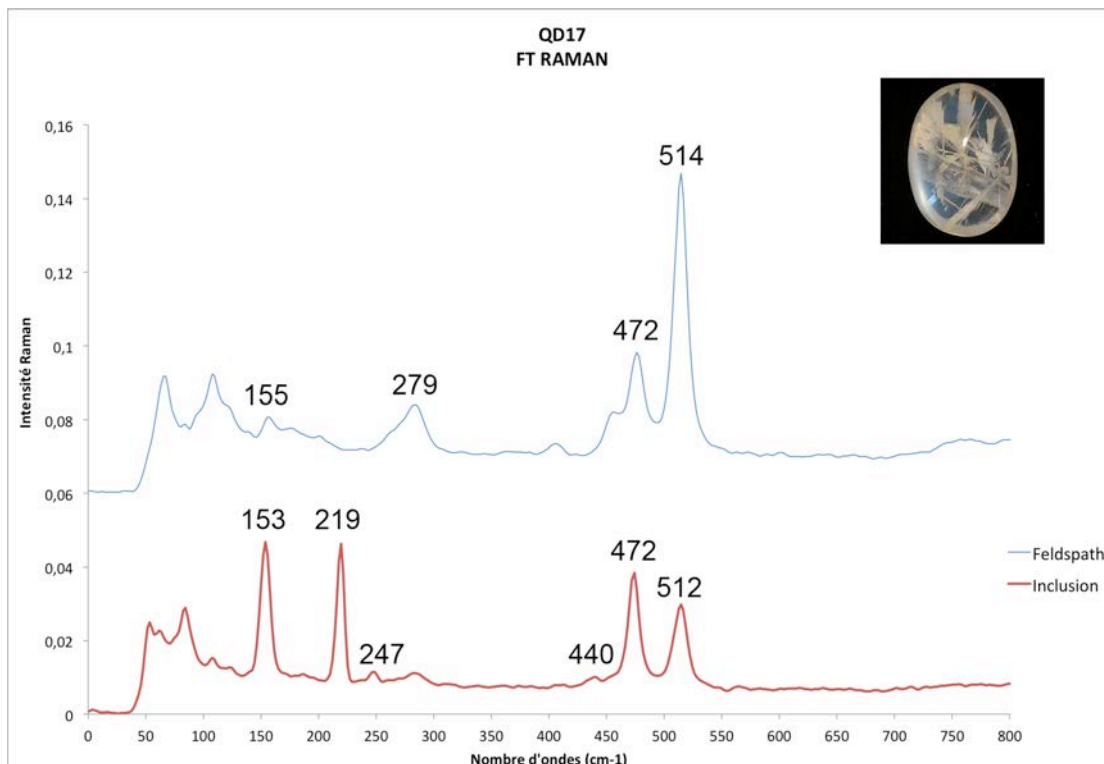 QD17
FT RAMAN
0,16
0,14
0,12
0,1
0,08
0,06
0,04
0,02
0
Intensité Raman
514
472
279
155
153
219
472
512
247
440
Feldspath
Inclusion
0 50 100 150 200 250 300 350 400 450 500 550 600 650 700 750 800
Nombre d'ondes (cm-1)